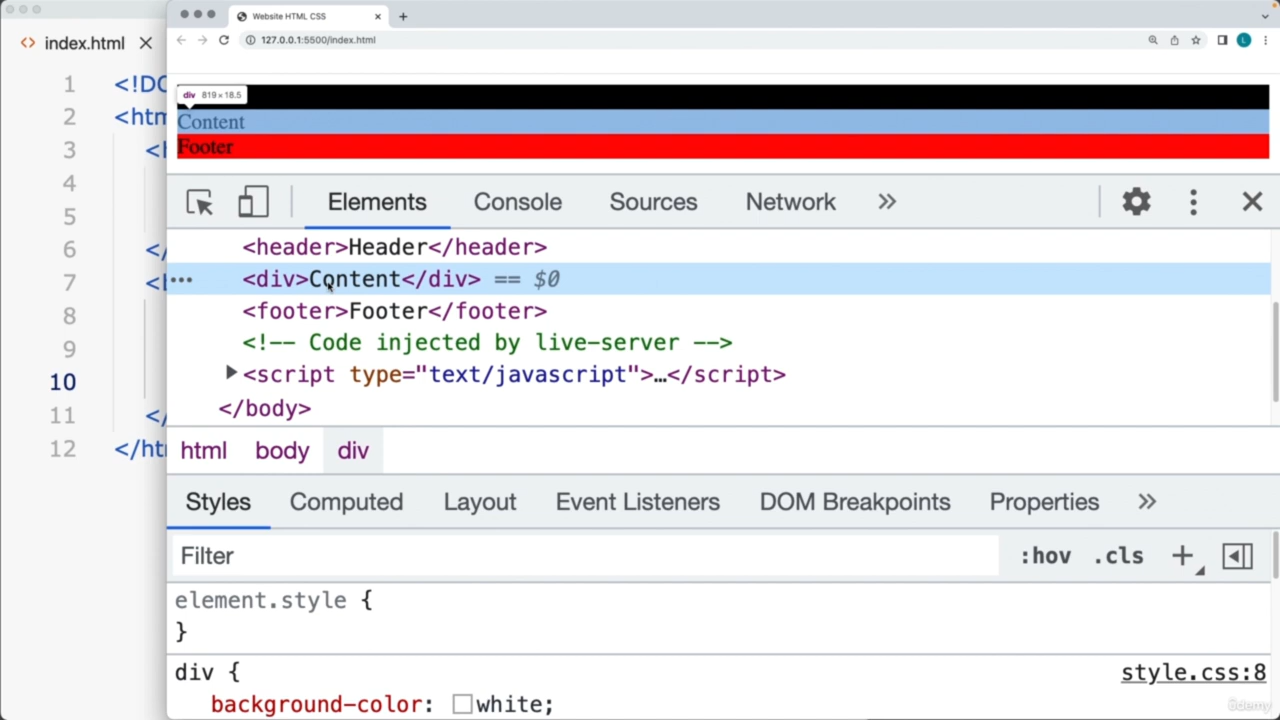 index.html
Website HTML CSS
127.0.0.1:5500/index.html
L
1 <!DO
2 <htm
3 <h
4
5
6 </
7 <b
8
9
10
11 </
12 </ht
div 819 × 18.5
Content
Footer
Elements Console Sources Network »
<header>Header</header>
••• <div>Content</div> == $0
<footer>Footer</footer>
<!-- Code injected by live-server -->
<script type="text/javascript">…</script>
</body>
html body div
Styles Computed Layout Event Listeners DOM Breakpoints Properties »
Filter :hov .cls +
element.style {
}
div { style.css:8
background-color: white;
ûdemy